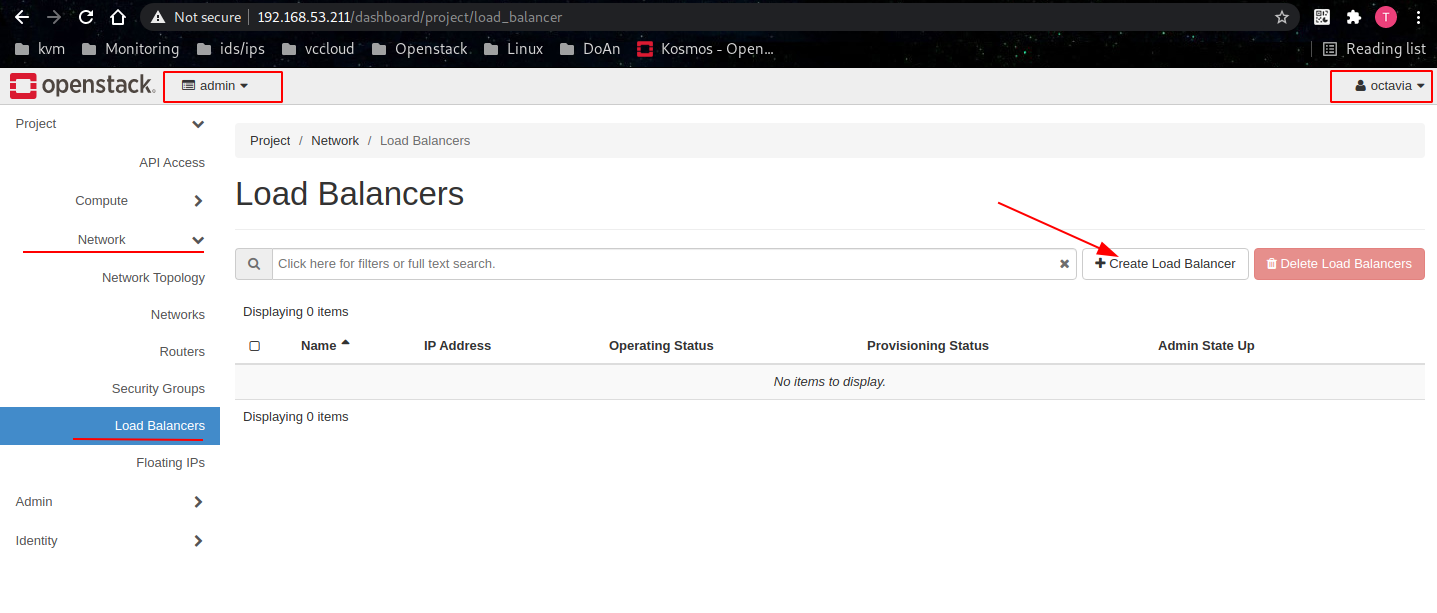 Not secure 192.168.53.211/dashboard/project/load_balancer T
kvm Monitoring ids/ips vccloud Openstack Linux DoAn Kosmos - Open... Reading list
openstack. admin octavia
Project
API Access
Compute
Network
Network Topology
Networks
Routers
Security Groups
Load Balancers
Floating IPs
Admin
Identity
Project / Network / Load Balancers
Load Balancers
Click here for filters or full text search. Create Load Balancer Delete Load Balancers
Displaying 0 items
Name IP Address Operating Status Provisioning Status Admin State Up
No items to display.
Displaying 0 items